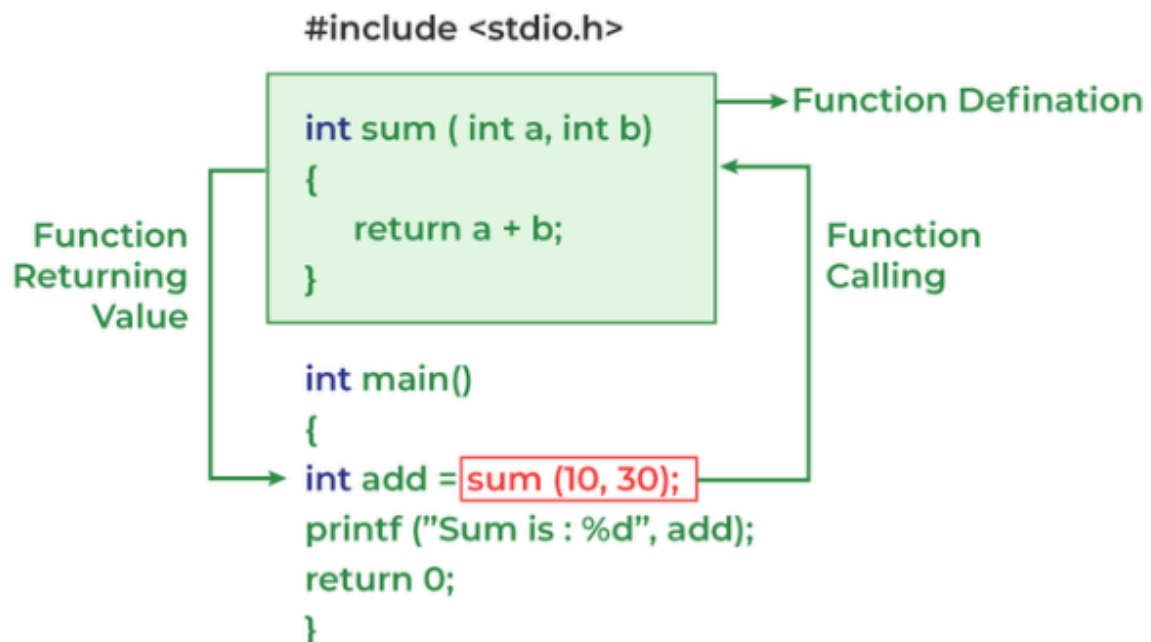 #include <stdio.h>
int sum ( int a, int b)
{
return a + b;
}
Function Defination
Function
Returning
Value
Function
Calling
int main()
{
int add = sum (10, 30);
printf (”Sum is : %d”, add);
return 0;
}